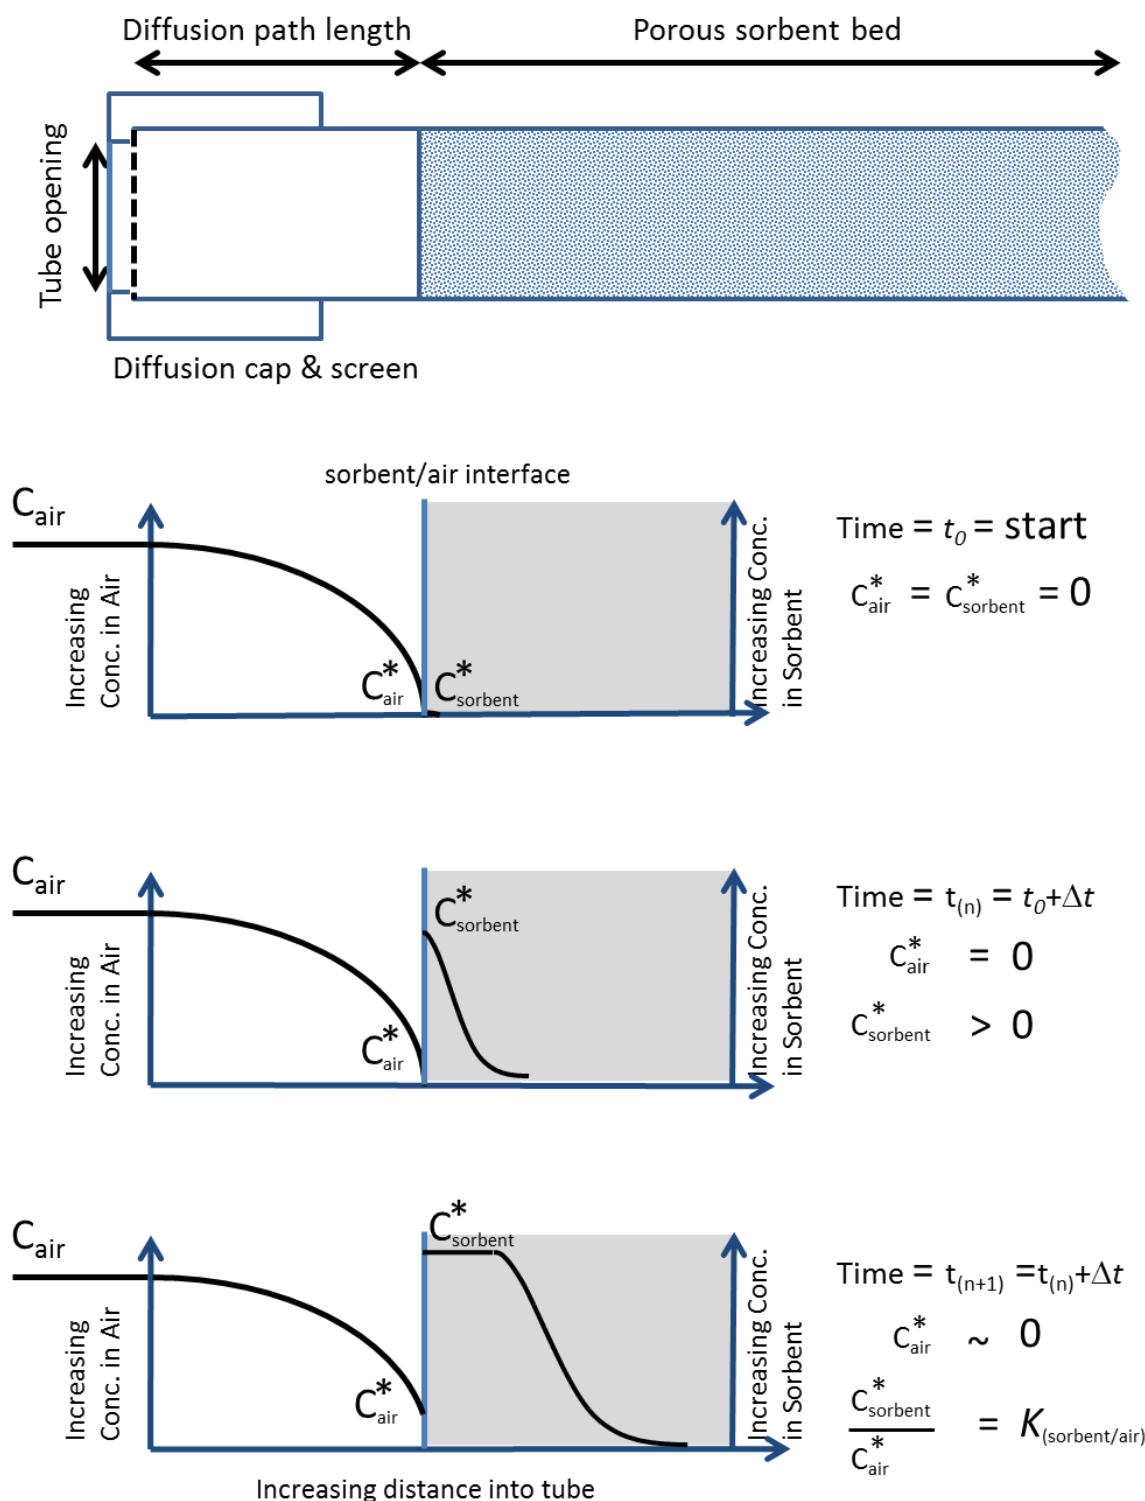 Diffusion path length
Porous sorbent bed
Tube opening
Diffusion cap & screen
sorbent/air interface
C air
Increasing
Conc. in Air
C* air
C* sorbent
Increasing Conc.
in Sorbent
Time = t0 = start
C* air = C* sorbent = 0
C air
Increasing
Conc. in Air
C* air
C* sorbent
Increasing Conc.
in Sorbent
Time = t(n) = t0+Δt
C* air = 0
C* sorbent > 0
C air
Increasing
Conc. in Air
C* air
C* sorbent
Increasing Conc.
in Sorbent
Time = t(n+1) =t(n)+Δt
C* air ~ 0
C* sorbent
C* air
= K(sorbent/air)
Increasing distance into tube